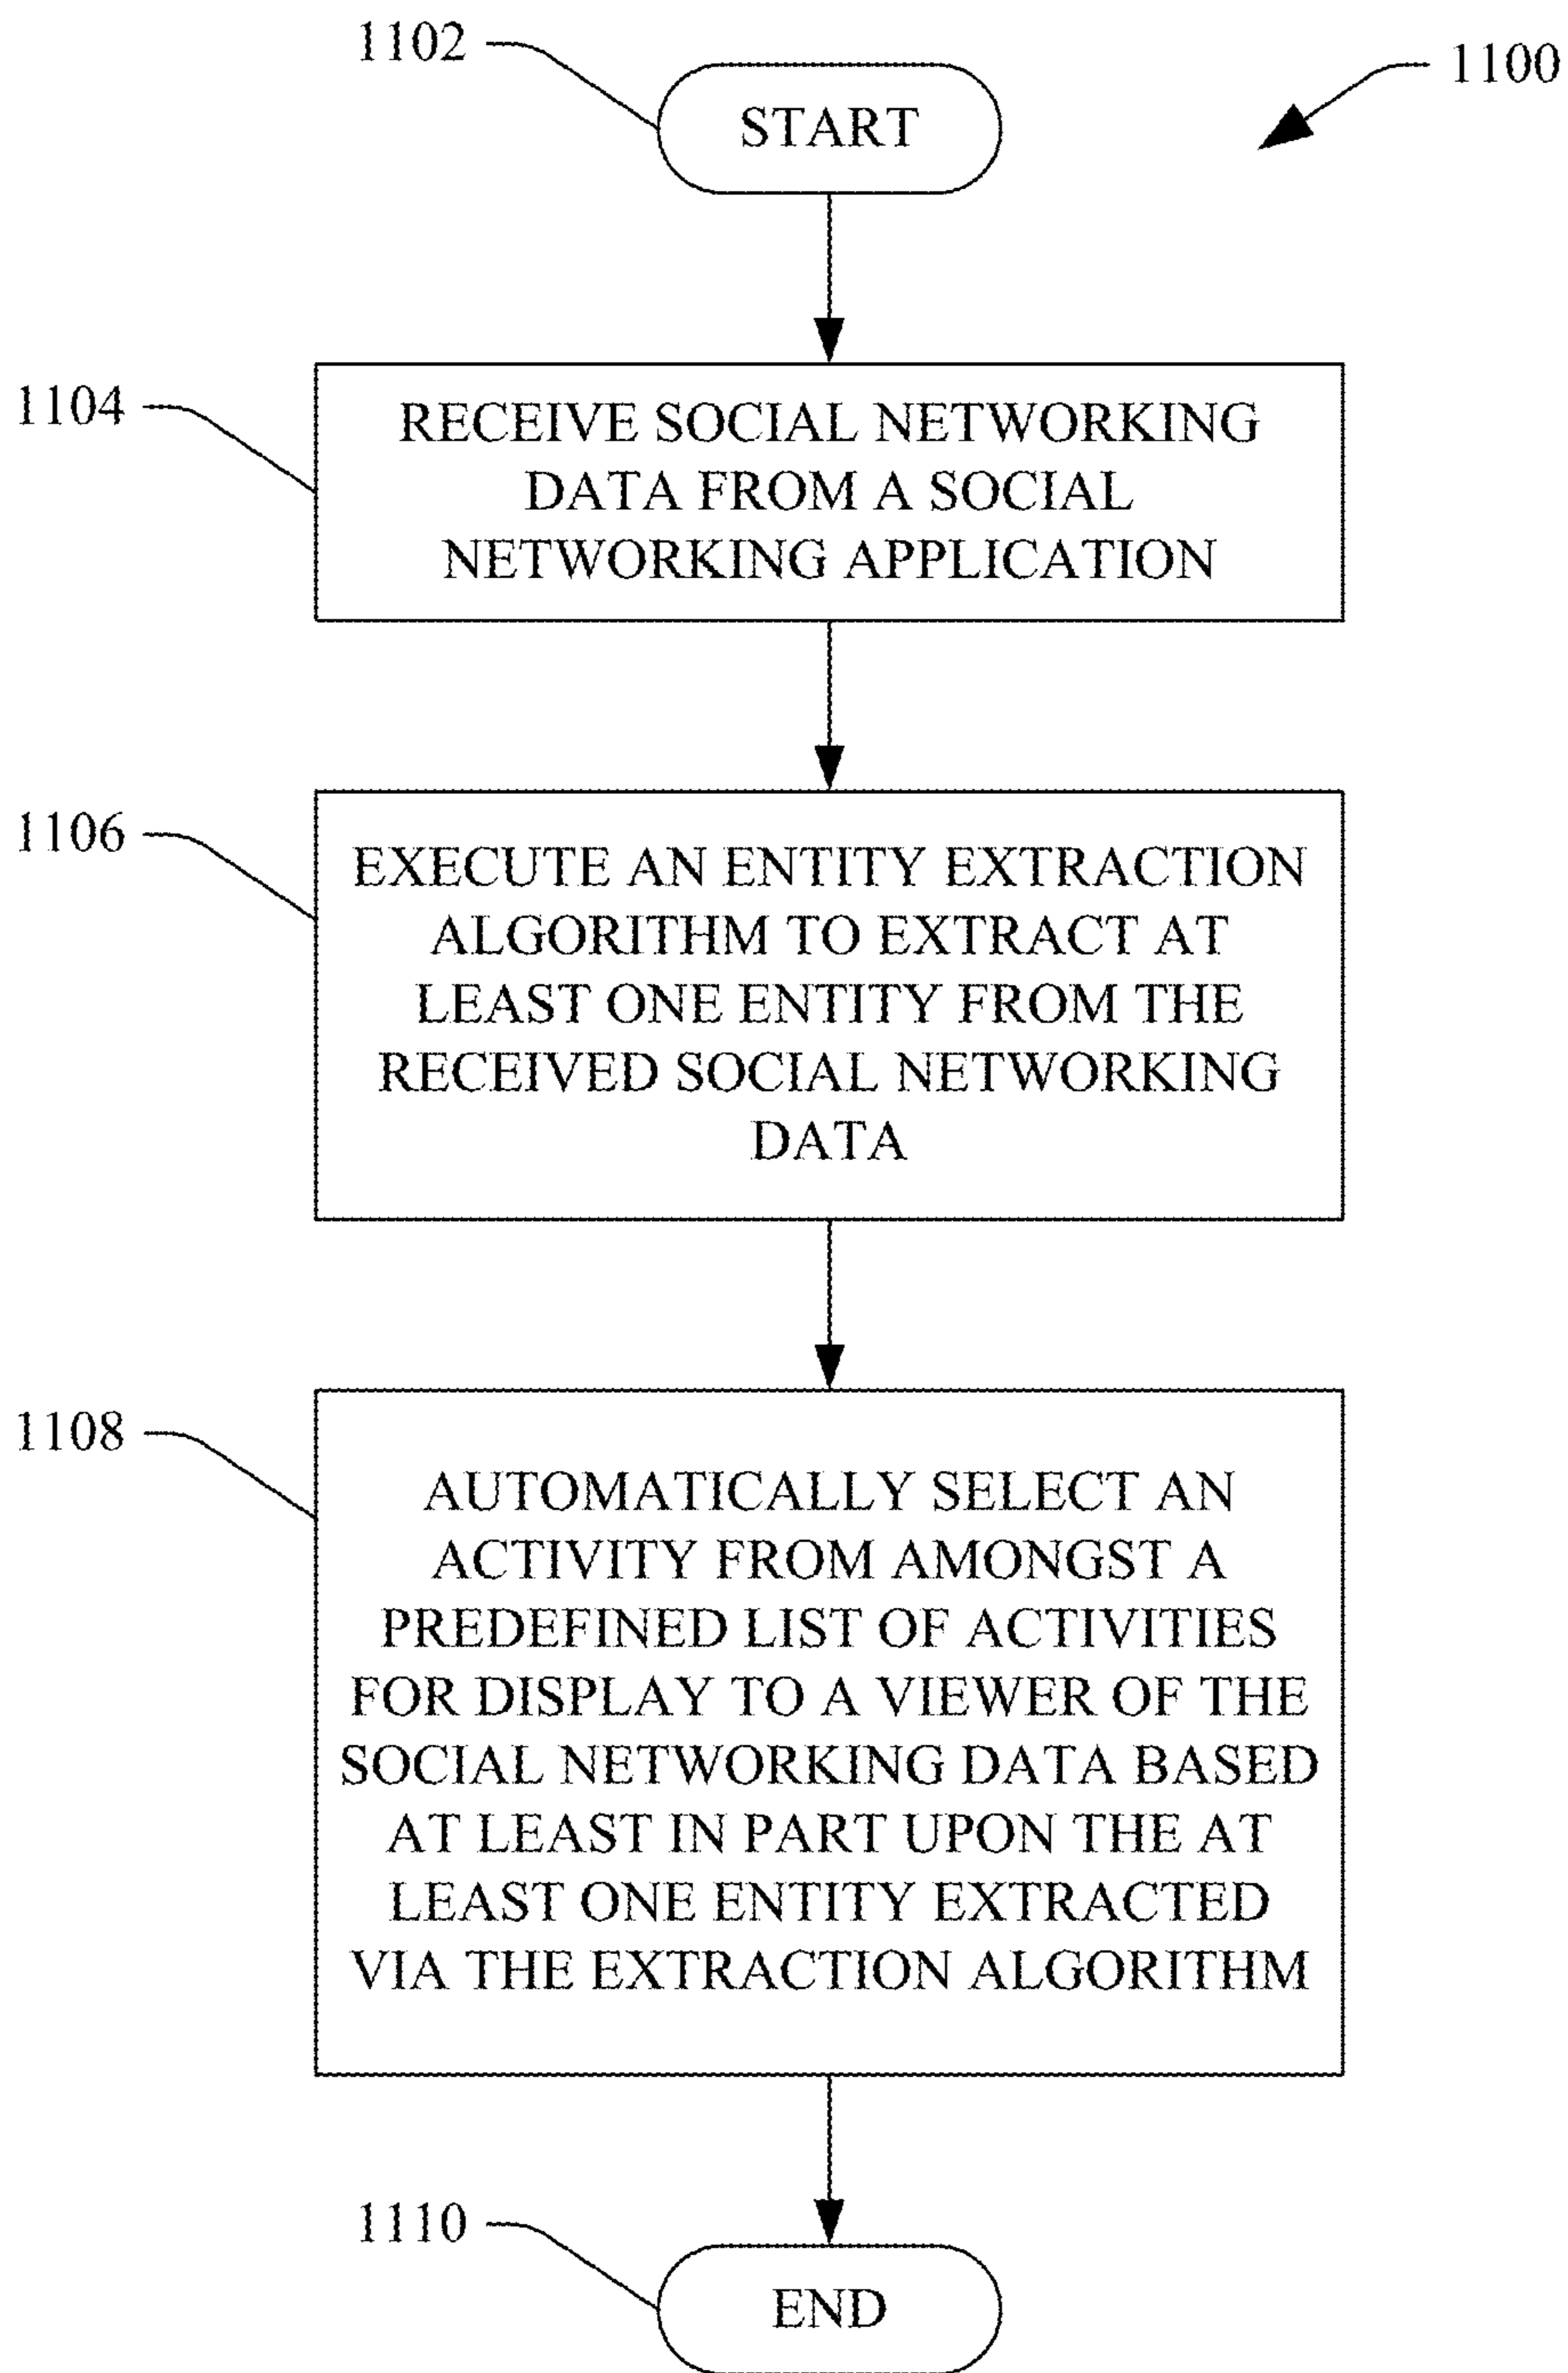 1102
1100
START
1104
RECEIVE SOCIAL NETWORKING
DATA FROM A SOCIAL
NETWORKING APPLICATION
1106
EXECUTE AN ENTITY EXTRACTION
ALGORITHM TO EXTRACT AT
LEAST ONE ENTITY FROM THE
RECEIVED SOCIAL NETWORKING
DATA
1108
AUTOMATICALLY SELECT AN
ACTIVITY FROM AMONGST A
PREDEFINED LIST OF ACTIVITIES
FOR DISPLAY TO A VIEWER OF THE
SOCIAL NETWORKING DATA BASED
AT LEAST IN PART UPON THE AT
LEAST ONE ENTITY EXTRACTED
VIA THE EXTRACTION ALGORITHM
1110
END